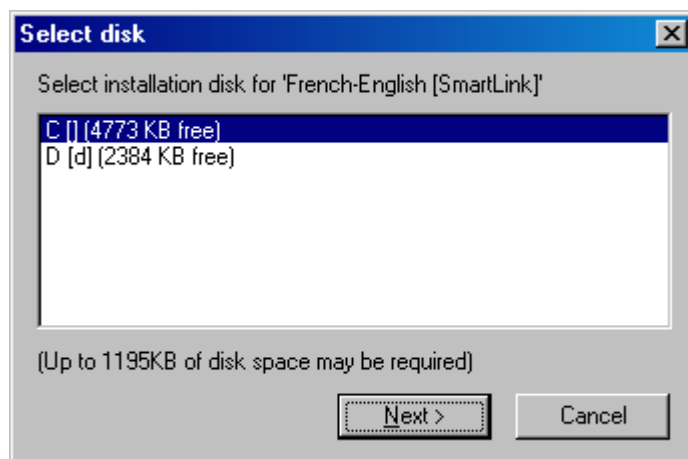 Select disk
Select installation disk for 'French-English [SmartLink]'
C [] (4773 KB free)
D [d] (2384 KB free)
(Up to 1195KB of disk space may be required)
Next >
Cancel